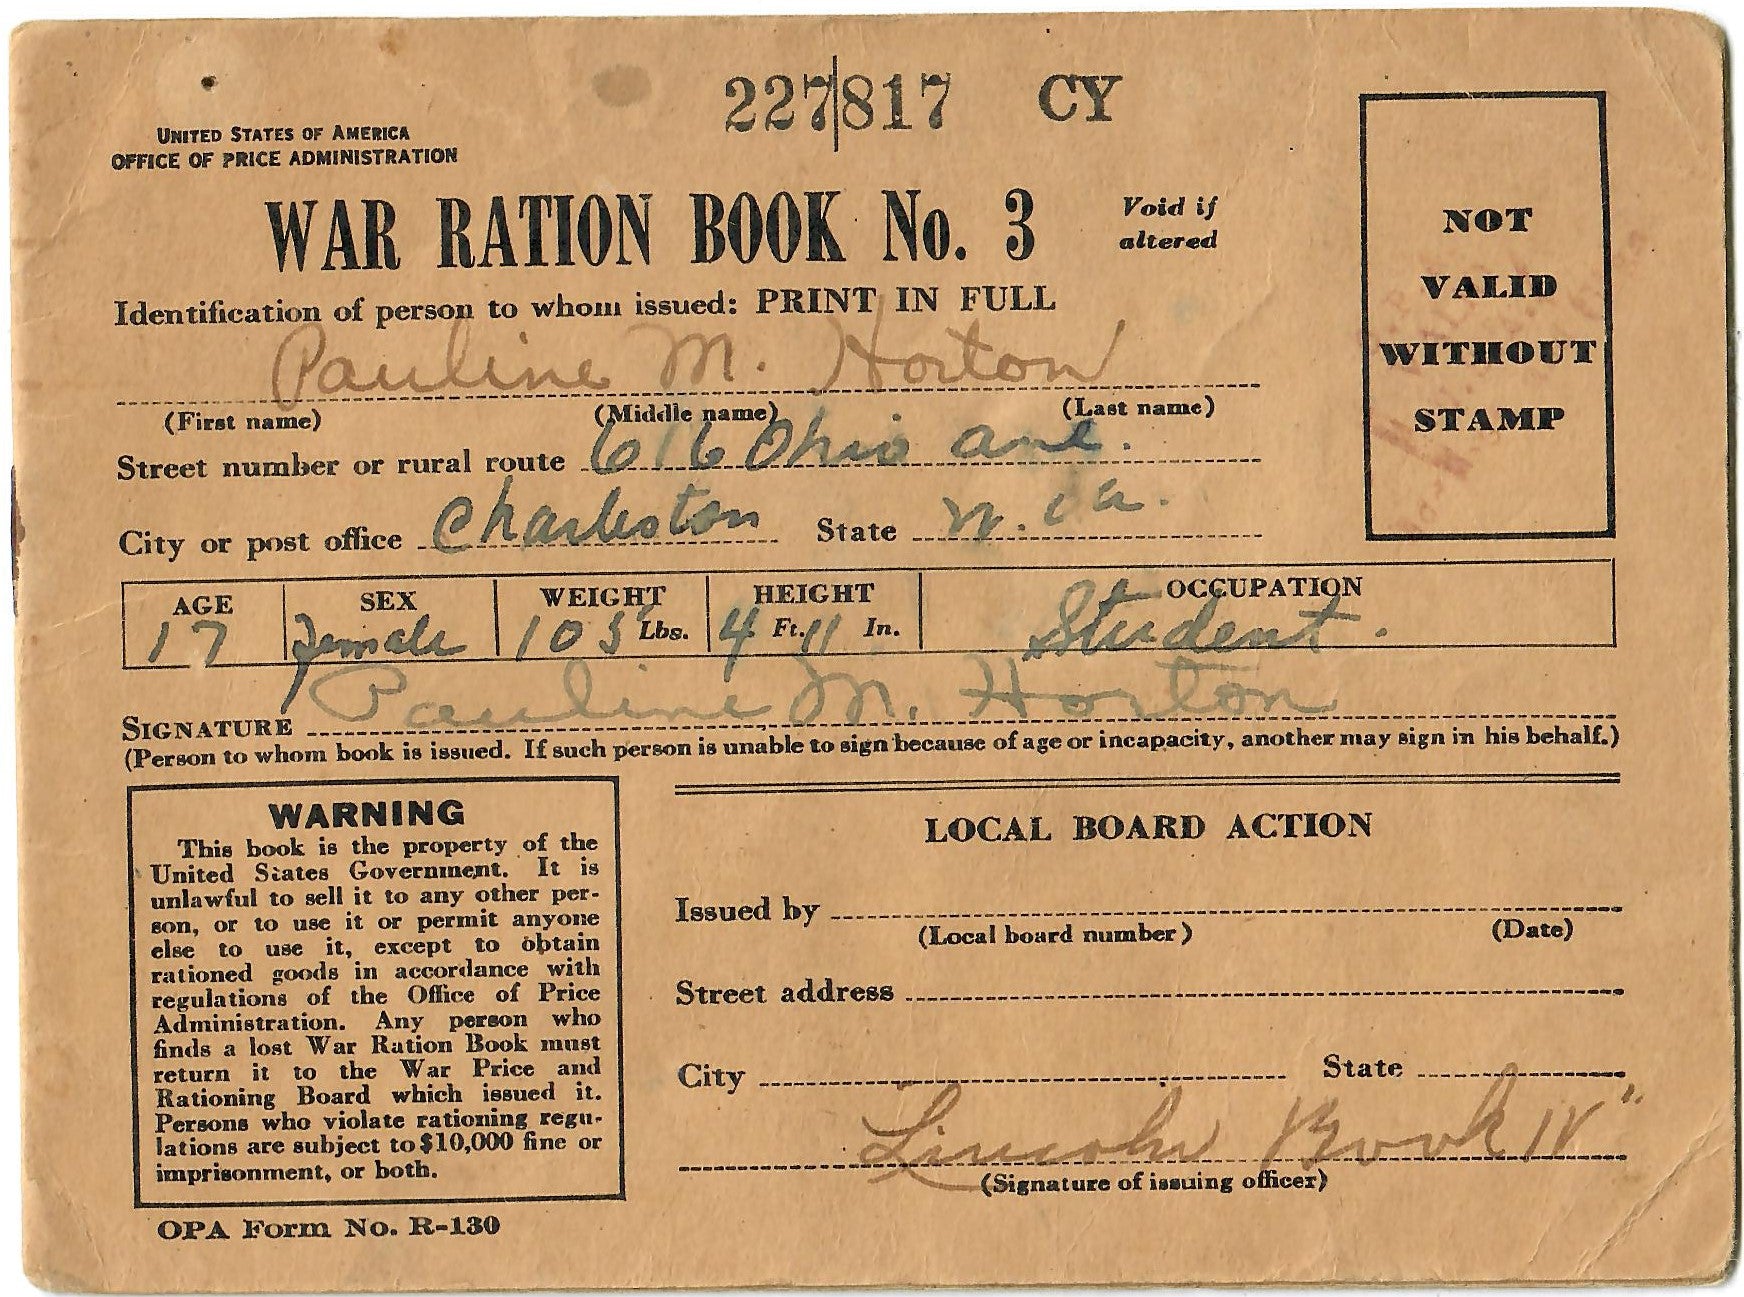 227817 CY
UNITED STATES OF AMERICA
OFFICE OF PRICE ADMINISTRATION
WAR RATION BOOK No. 3
Void if
altered
NOT
VALID
WITHOUT
STAMP
Identification of person to whom issued: PRINT IN FULL
Pauline M. Horton
(First name) (Middle name) (Last name)
Street number or rural route 616 Ohio ave.
City or post office Charleston State W. Va.
AGE SEX WEIGHT HEIGHT OCCUPATION
17 Female 105 Lbs. 4 Ft. 11 In. Student.
SIGNATURE Pauline M. Horton
(Person to whom book is issued. If such person is unable to sign because of age or incapacity, another may sign in his behalf.)
WARNING
This book is the property of the
United States Government. It is
unlawful to sell it to any other per-
son, or to use it or permit anyone
else to use it, except to obtain
rationed goods in accordance with
regulations of the Office of Price
Administration. Any person who
finds a lost War Ration Book must
return it to the War Price and
Rationing Board which issued it.
Persons who violate rationing regu-
lations are subject to $10,000 fine or
imprisonment, or both.
OPA Form No. R-130
LOCAL BOARD ACTION
Issued by
(Local board number) (Date)
Street address
City State
Lincoln Book IV"
(Signature of issuing officer)